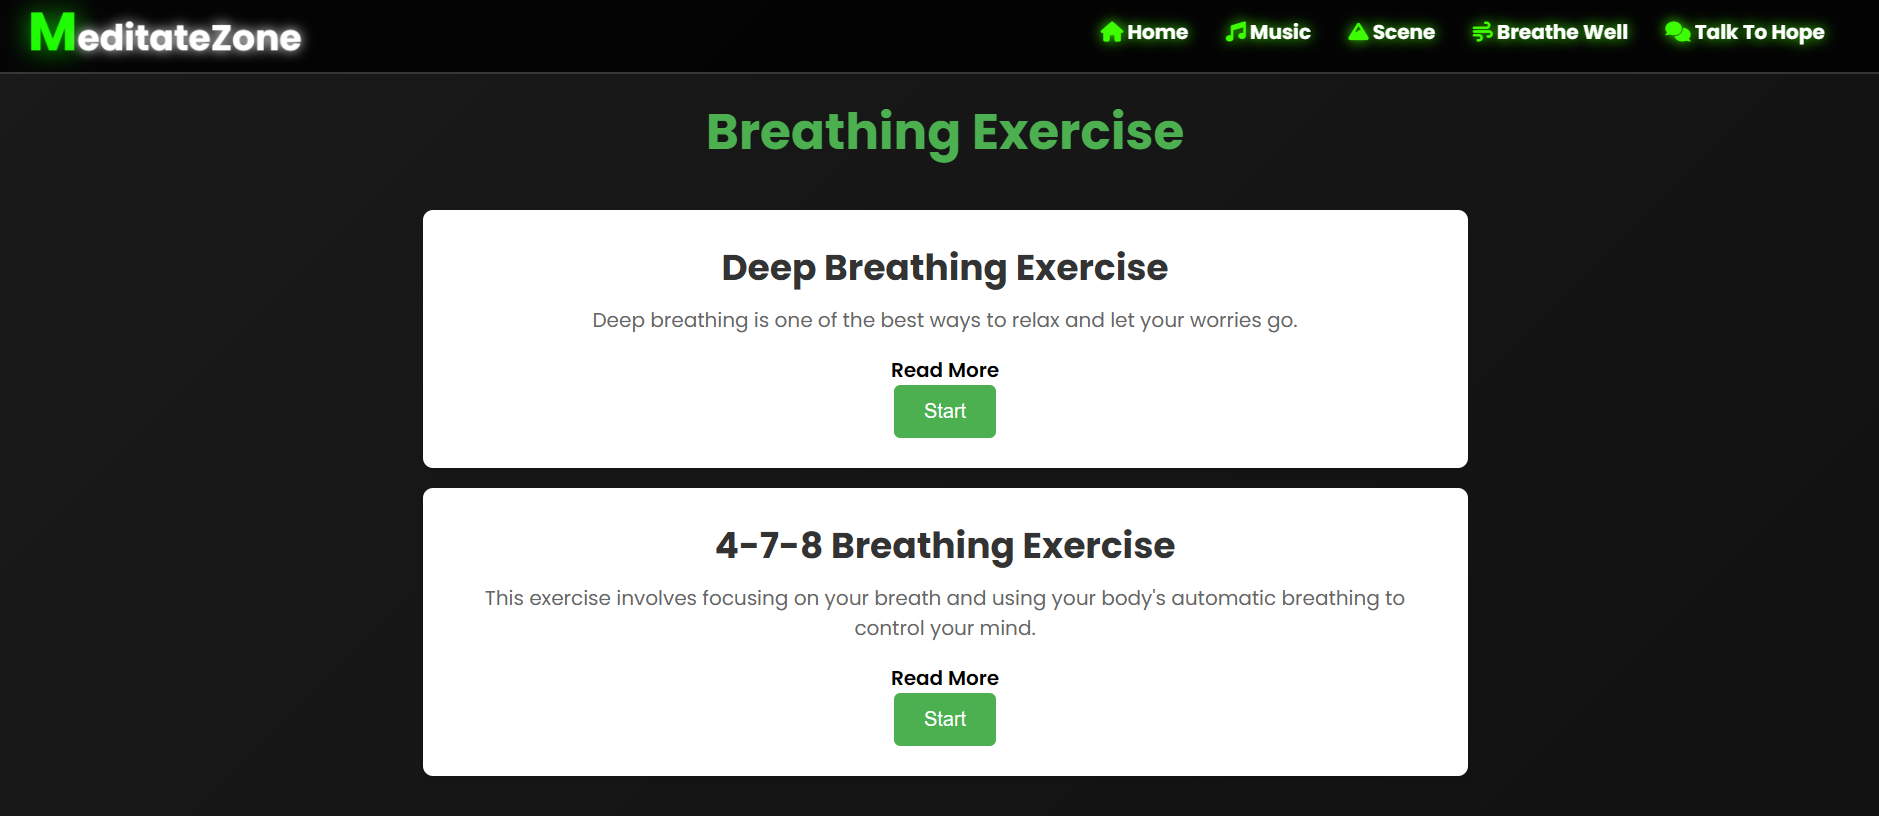 MeditateZone
Home Music Scene Breathe Well Talk To Hope
Breathing Exercise
Deep Breathing Exercise
Deep breathing is one of the best ways to relax and let your worries go.
Read More
Start
4-7-8 Breathing Exercise
This exercise involves focusing on your breath and using your body's automatic breathing to
control your mind.
Read More
Start